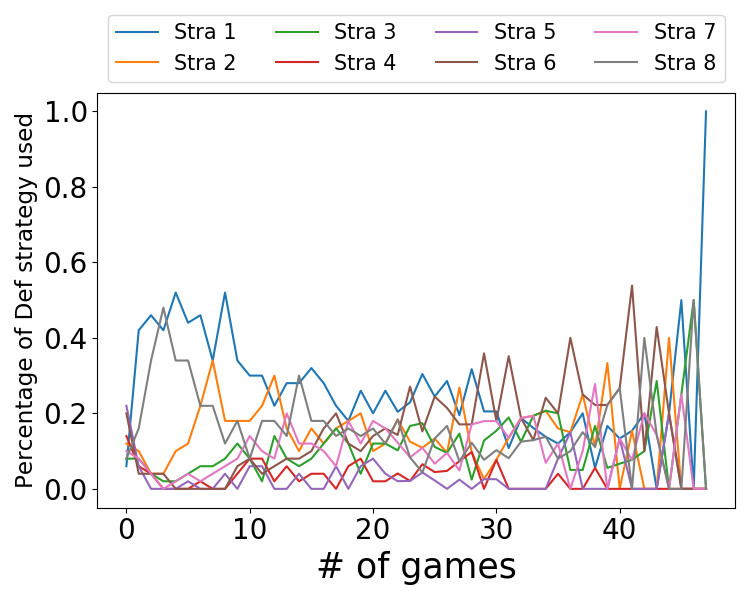 Stra 1 Stra 3 Stra 5 Stra 7
Stra 2 Stra 4 Stra 6 Stra 8
Percentage of Def strategy used
1.0
0.8
0.6
0.4
0.2
0.0
0 10 20 30 40
# of games